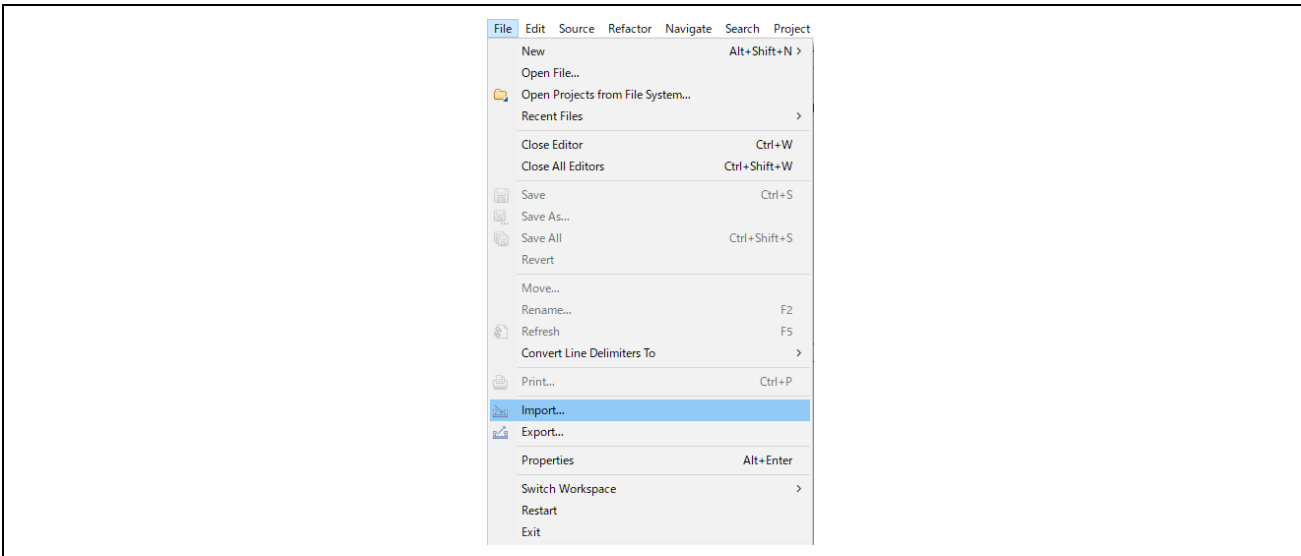 File Edit Source Refactor Navigate Search Project
New Alt+Shift+N >
Open File...
Open Projects from File System...
Recent Files >
Close Editor Ctrl+W
Close All Editors Ctrl+Shift+W
Save Ctrl+S
Save As...
Save All Ctrl+Shift+S
Revert
Move...
Rename... F2
Refresh F5
Convert Line Delimiters To >
Print... Ctrl+P
Import...
Export...
Properties Alt+Enter
Switch Workspace >
Restart
Exit